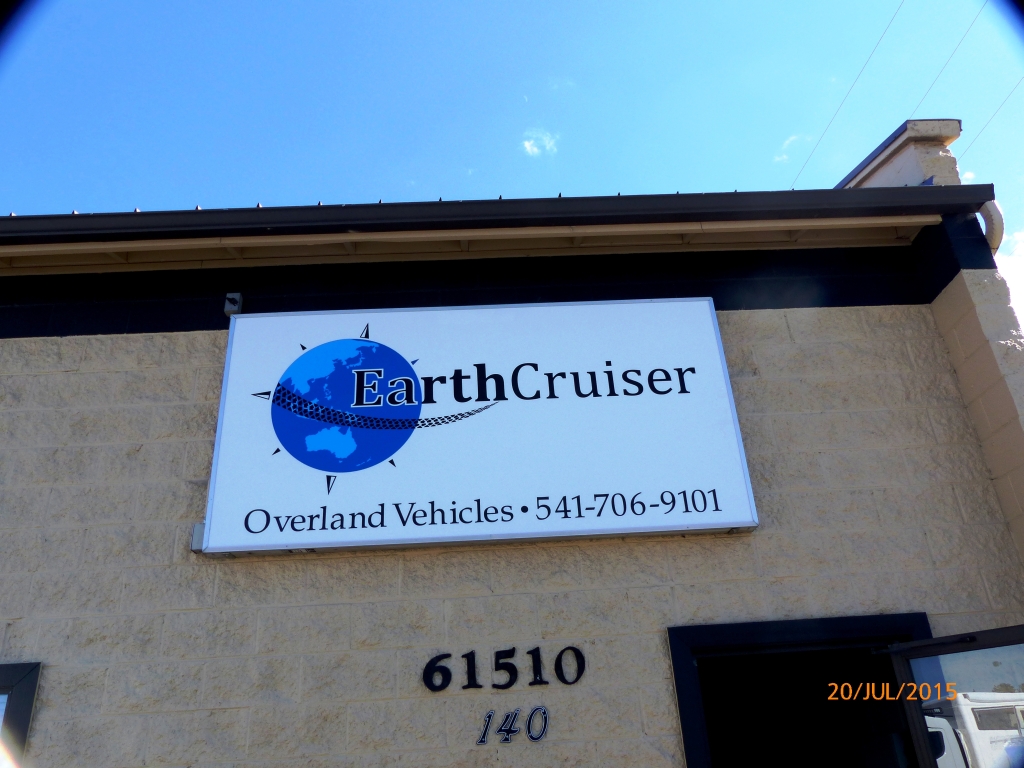 EarthCruiser
Overland Vehicles • 541-706-9101
61510
140
20/JUL/2015